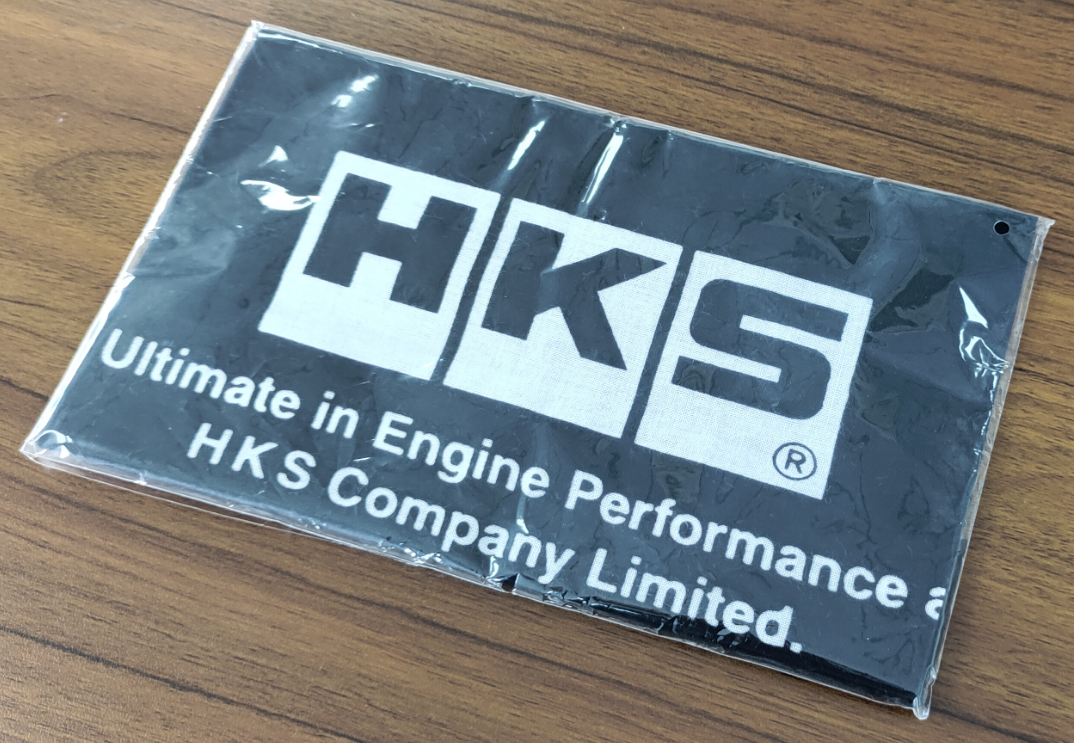 HKS
®
Ultimate in Engine Performance a
HKS Company Limited.